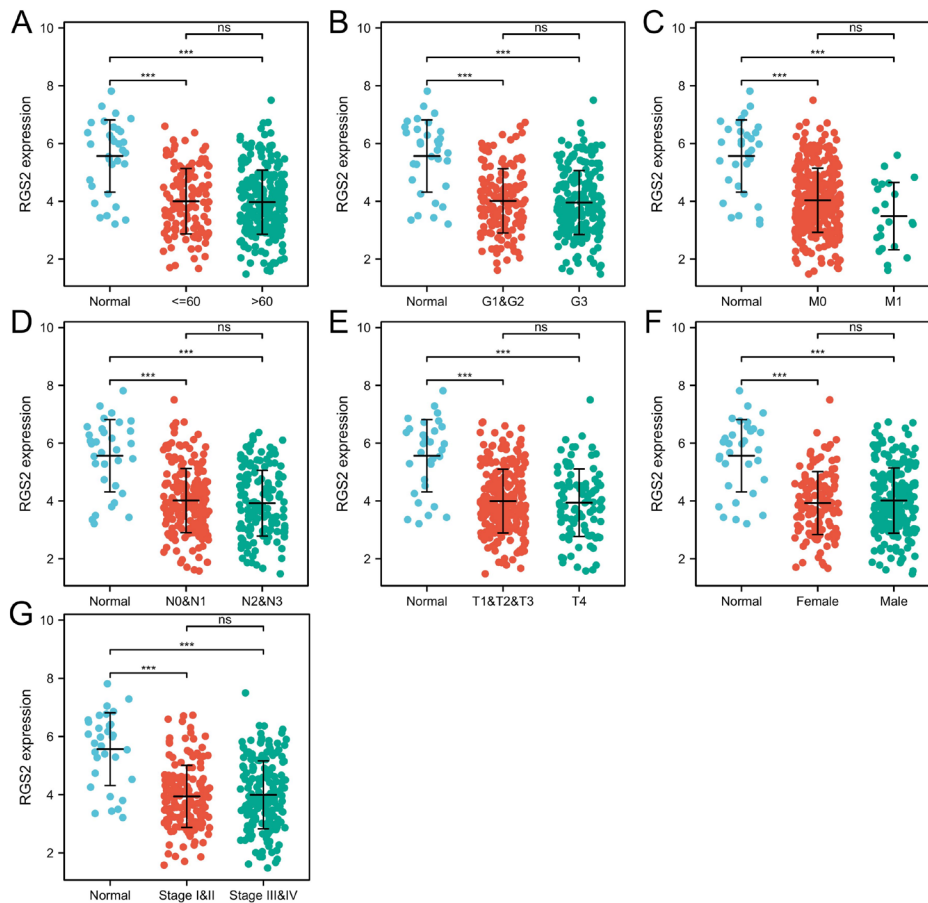 A
RGS2 expression
10
8
6
4
2
ns
***
***
Normal
<=60
>60
B
RGS2 expression
10
8
6
4
2
ns
***
***
Normal
G1&G2
G3
C
RGS2 expression
10
8
6
4
2
ns
***
***
Normal
M0
M1
D
RGS2 expression
10
8
6
4
2
ns
***
***
Normal
N0&N1
N2&N3
E
RGS2 expression
10
8
6
4
2
ns
***
***
Normal
T1&T2&T3
T4
F
RGS2 expression
10
8
6
4
2
ns
***
***
Normal
Female
Male
G
RGS2 expression
10
8
6
4
2
ns
***
***
Normal
Stage I&II
Stage III&IV